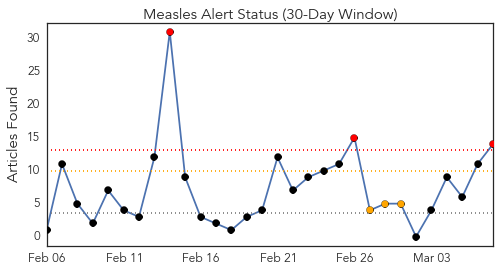 Measles Alert Status (30-Day Window)
Articles Found
30
25
20
15
10
5
0
Feb 06
Feb 11
Feb 16
Feb 21
Feb 26
Mar 03